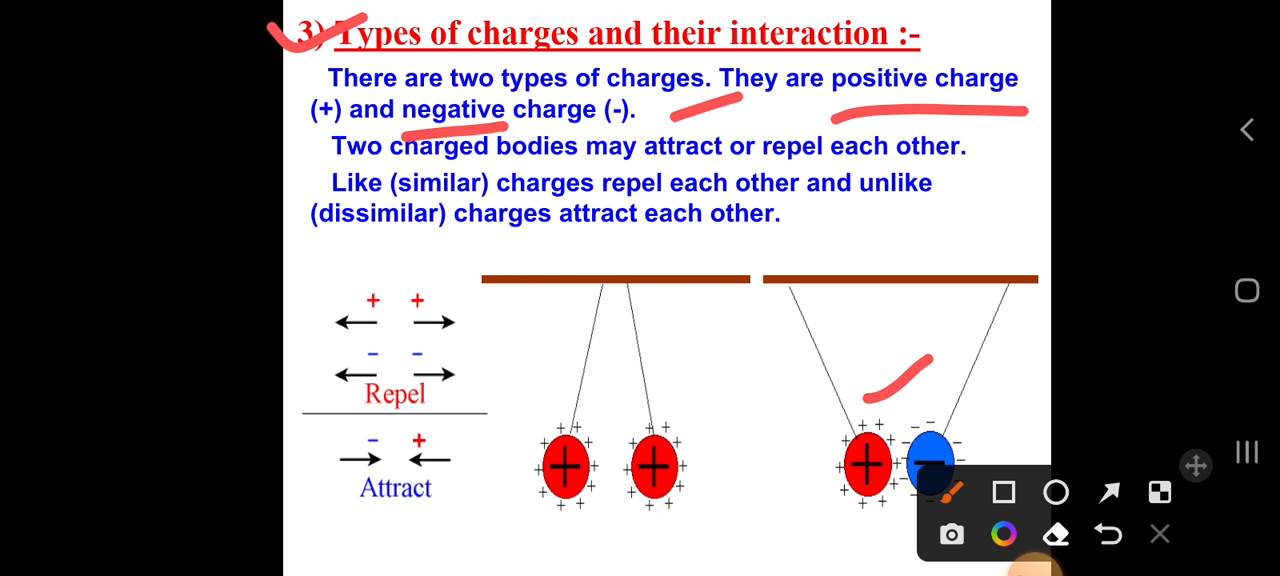 3) Types of charges and their interaction :-
There are two types of charges. They are positive charge
(+) and negative charge (-).
Two charged bodies may attract or repel each other.
Like (similar) charges repel each other and unlike
(dissimilar) charges attract each other.
+ +
- -
Repel
- +
Attract